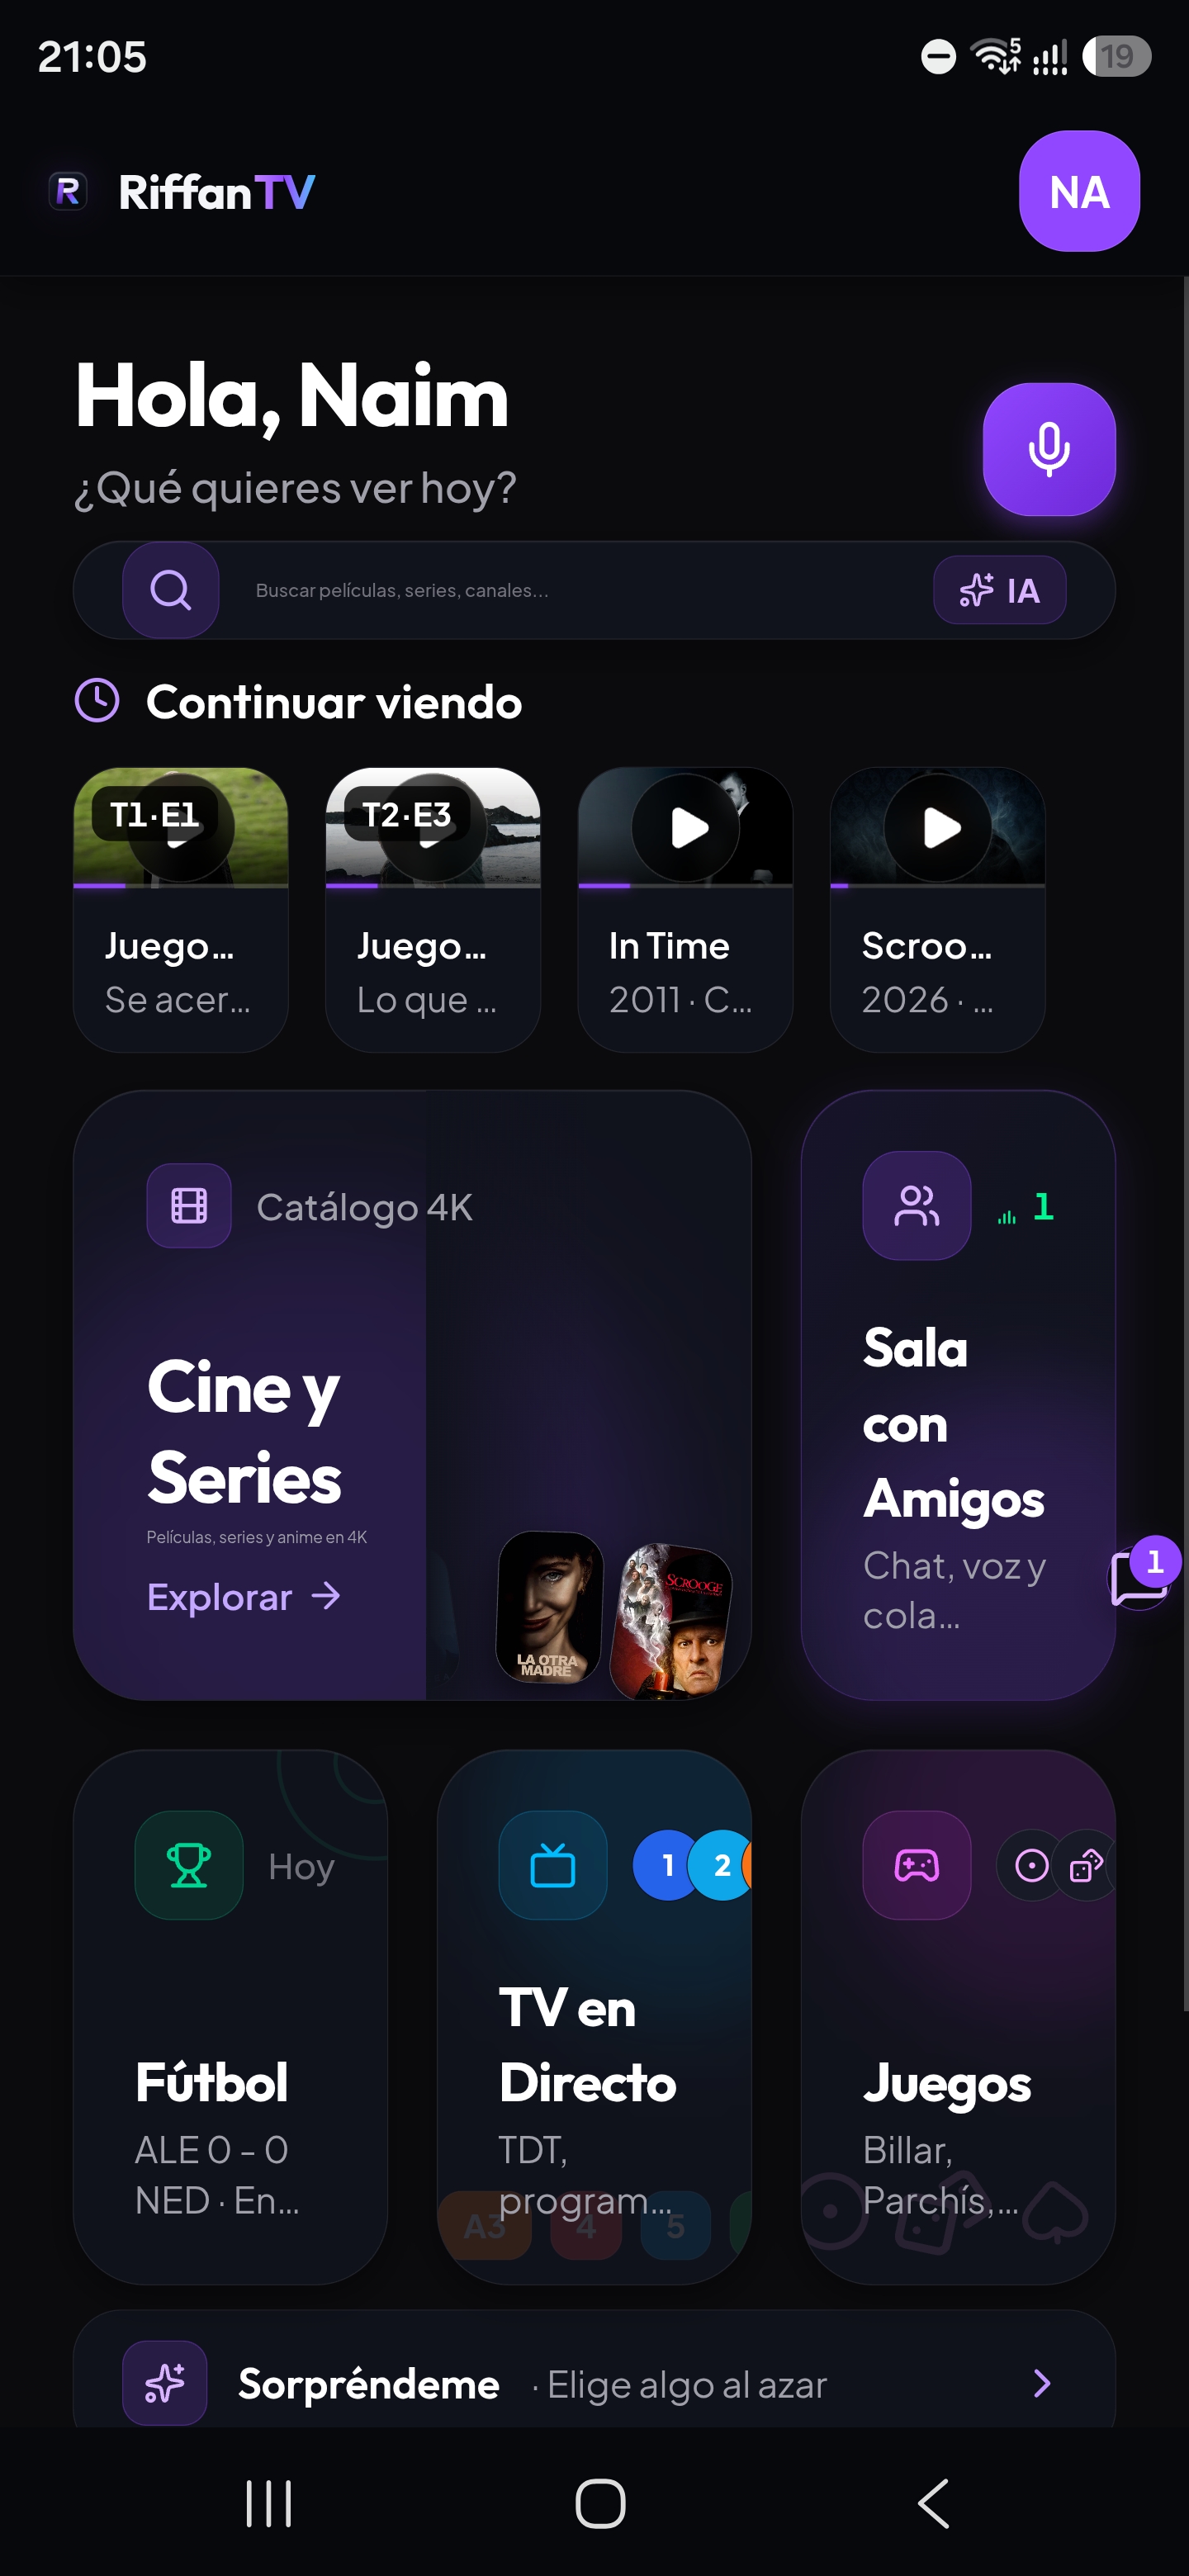 21:05
5
19
R RiffanTV
NA
Hola, Naim
¿Qué quieres ver hoy?
Buscar películas, series, canales...
IA
Continuar viendo
T1·E1
T2·E3
Juego...
Se acer...
Juego...
Lo que ...
In Time
2011 · C...
Scroo...
2026 · ...
Catálogo 4K
Cine y
Series
Películas, series y anime en 4K
Explorar →
LA OTRA
MADRE
SCROOGE
1
Sala
con
Amigos
Chat, voz y
cola...
1
Hoy
Fútbol
ALE 0 - 0
NED · En...
1 2
TV en
Directo
TDT,
program...
A3 4 5
Juegos
Billar,
Parchís,...
Sorpréndeme · Elige algo al azar